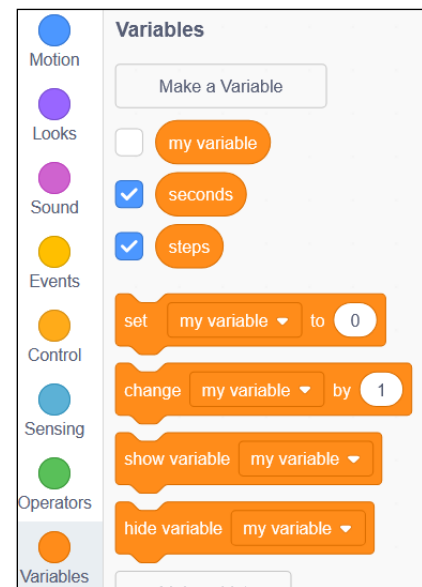 Motion
Looks
Sound
Events
Control
Sensing
Operators
Variables
Variables
Make a Variable
my variable
seconds
steps
set my variable to 0
change my variable by 1
show variable my variable
hide variable my variable